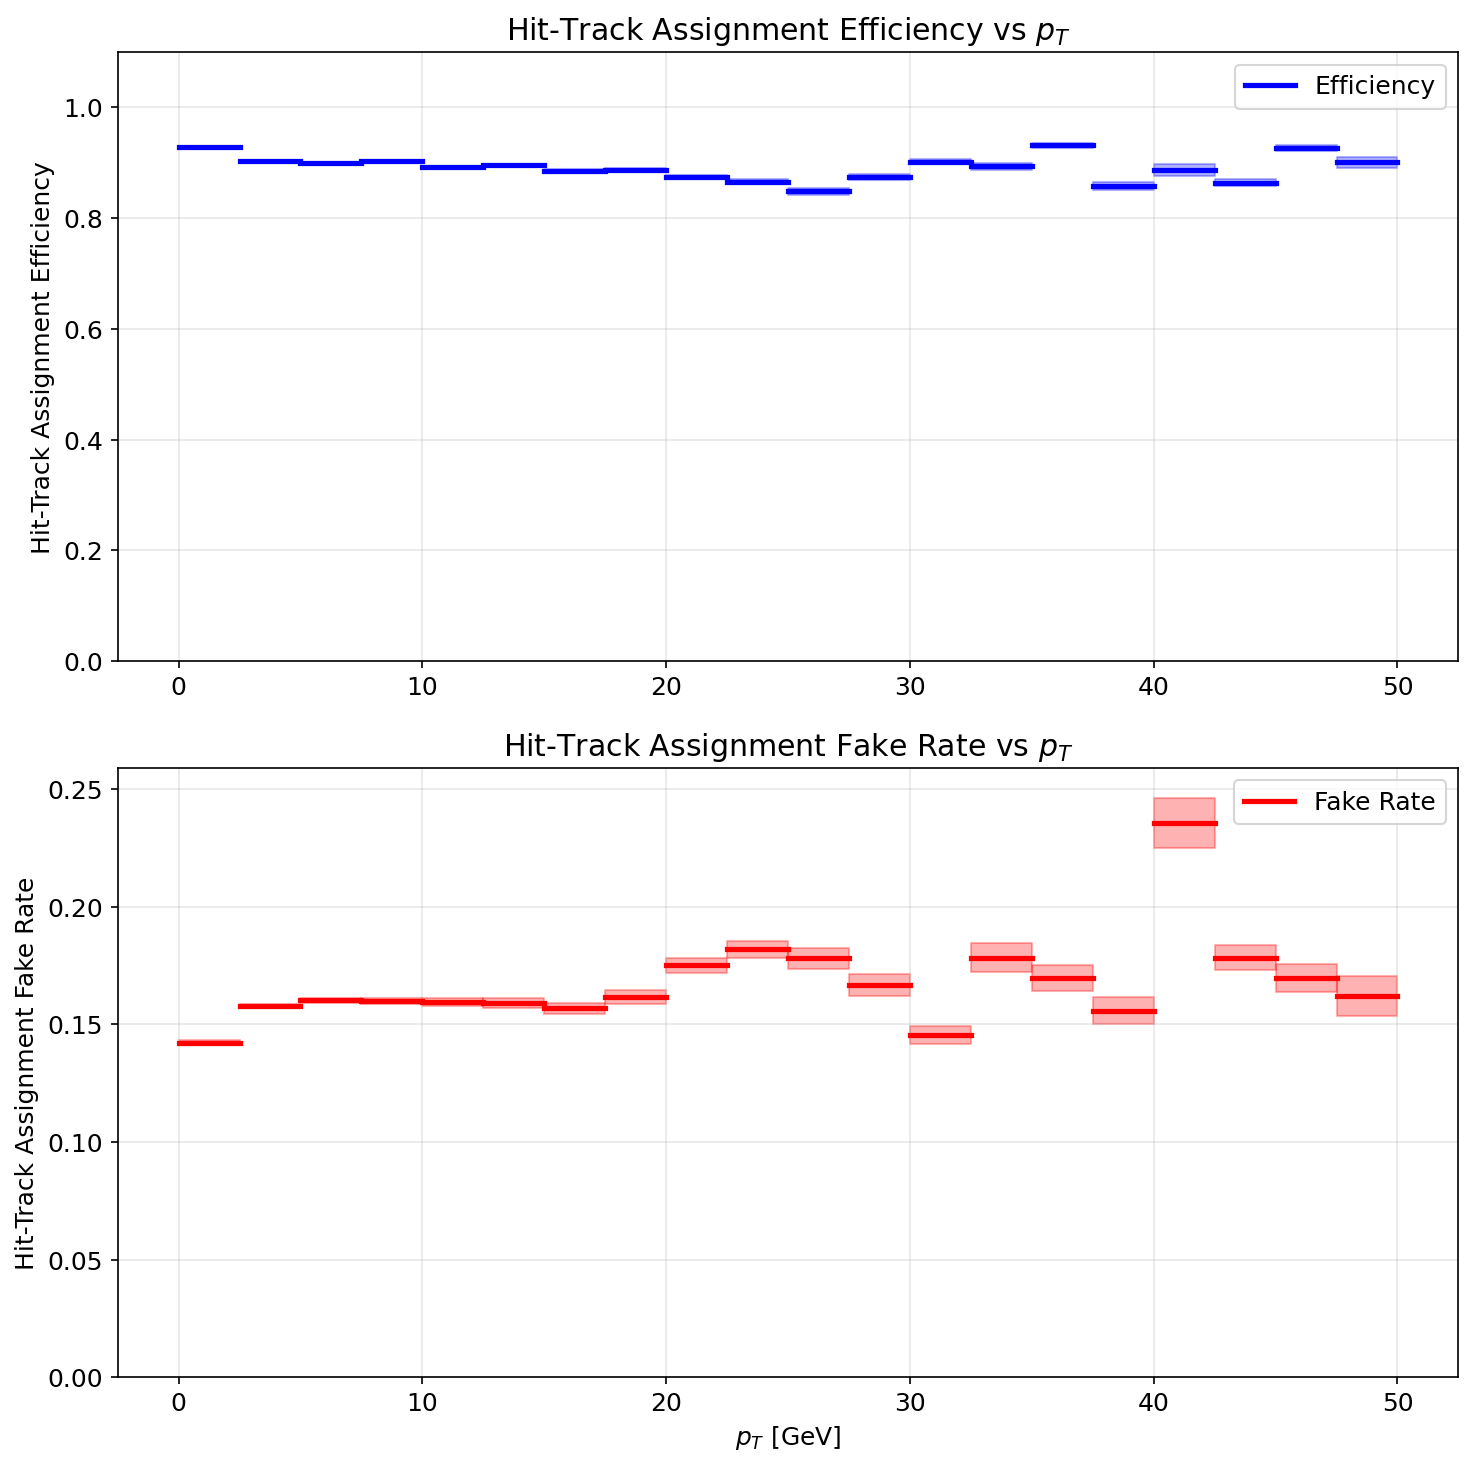 Hit-Track Assignment Efficiency vs p_T
Efficiency
Hit-Track Assignment Efficiency
1.0
0.8
0.6
0.4
0.2
0.0
0 10 20 30 40 50
Hit-Track Assignment Fake Rate vs p_T
Fake Rate
Hit-Track Assignment Fake Rate
0.25
0.20
0.15
0.10
0.05
0.00
0 10 20 30 40 50
p_T [GeV]